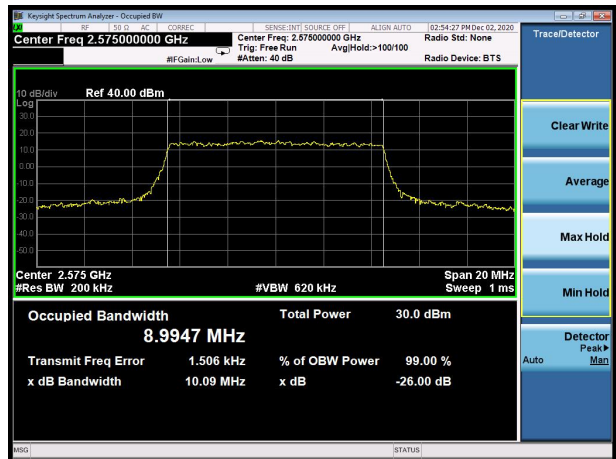 Keysight Spectrum Analyzer - Occupied BW
RF 50 Ω AC CORREC SENSE:INT SOURCE OFF ALIGN AUTO 02:54:27 PM Dec 02, 2020
Center Freq 2.575000000 GHz
Center Freq: 2.575000000 GHz
Radio Std: None
Trig: Free Run Avg|Hold:>100/100
#IFGain:Low #Atten: 40 dB Radio Device: BTS
Trace/Detector
10 dB/div Ref 40.00 dBm
Log
30.0
20.0
10.0
0.00
-10.0
-20.0
-30.0
-40.0
-50.0
Center 2.575 GHz Span 20 MHz
#Res BW 200 kHz #VBW 620 kHz Sweep 1 ms
Occupied Bandwidth Total Power 30.0 dBm
8.9947 MHz
Transmit Freq Error 1.506 kHz % of OBW Power 99.00 %
x dB Bandwidth 10.09 MHz x dB -26.00 dB
Clear Write
Average
Max Hold
Min Hold
Detector
Peak▶
Auto Man
MSG STATUS